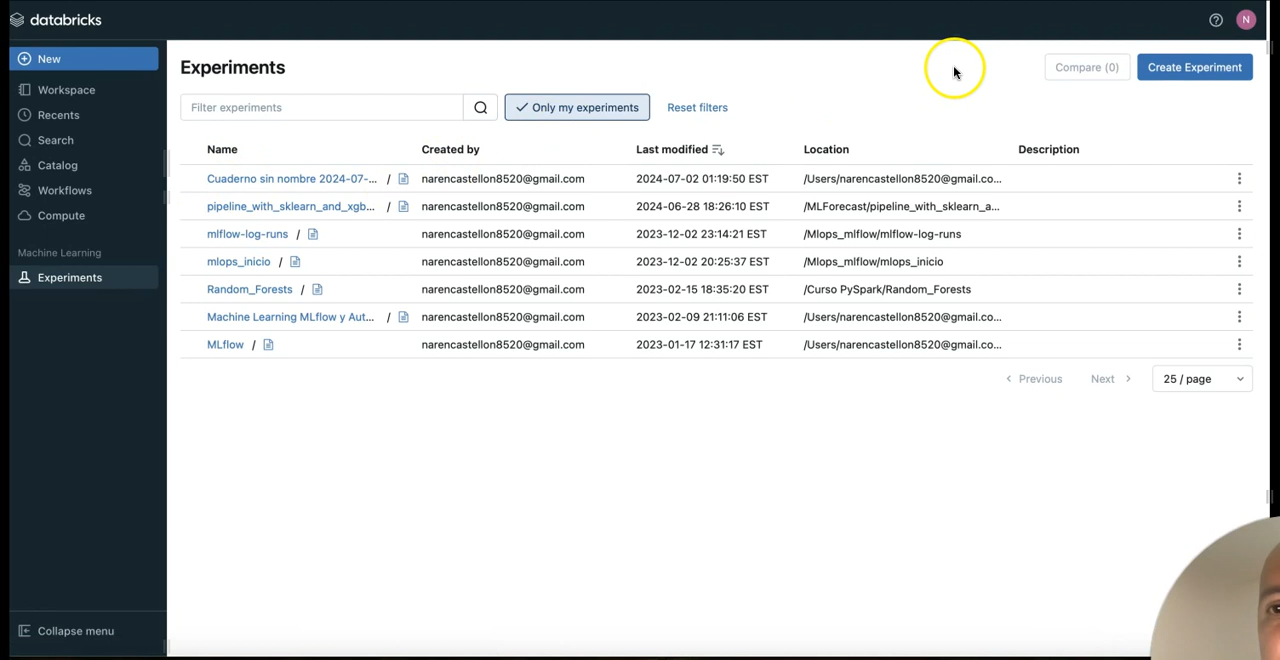 databricks
N
New
Workspace
Recents
Search
Catalog
Workflows
Compute
Machine Learning
Experiments
Collapse menu
Experiments
Compare (0)
Create Experiment
Filter experiments
Only my experiments
Reset filters
Name Created by Last modified Location Description
Cuaderno sin nombre 2024-07-... / narencastellon8520@gmail.com 2024-07-02 01:19:50 EST /Users/narencastellon8520@gmail.co...
pipeline_with_sklearn_and_xgb... / narencastellon8520@gmail.com 2024-06-28 18:26:10 EST /MLForecast/pipeline_with_sklearn_a...
mlflow-log-runs / narencastellon8520@gmail.com 2023-12-02 23:14:21 EST /Mlops_mlflow/mlflow-log-runs
mlops_inicio / narencastellon8520@gmail.com 2023-12-02 20:25:37 EST /Mlops_mlflow/mlops_inicio
Random_Forests / narencastellon8520@gmail.com 2023-02-15 18:35:20 EST /Curso PySpark/Random_Forests
Machine Learning MLflow y Aut... / narencastellon8520@gmail.com 2023-02-09 21:11:06 EST /Users/narencastellon8520@gmail.co...
MLflow / narencastellon8520@gmail.com 2023-01-17 12:31:17 EST /Users/narencastellon8520@gmail.co...
Previous Next 25 / page